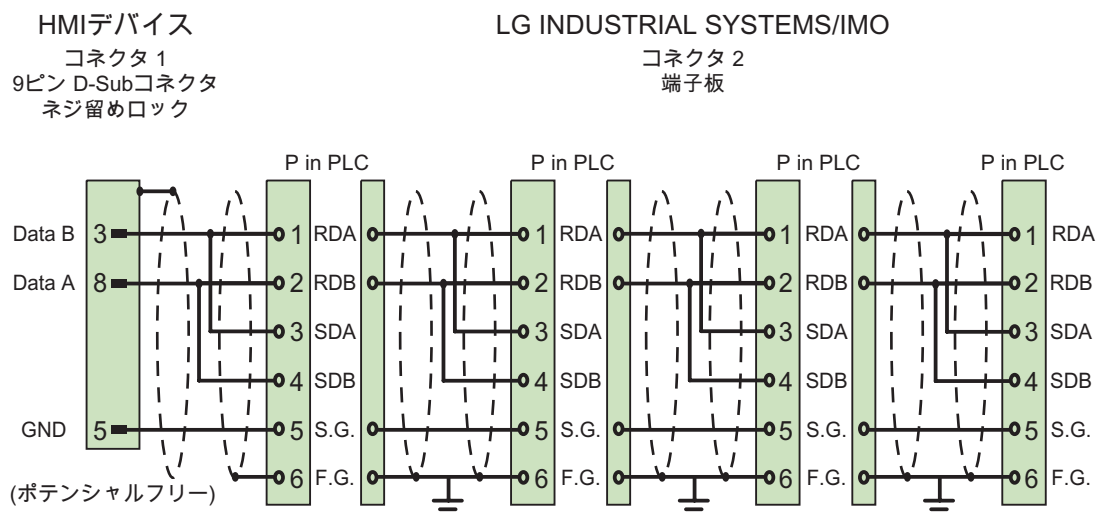 HMIデバイス
コネクタ 1
9ピン D-Subコネクタ
ネジ留めロック
LG INDUSTRIAL SYSTEMS/IMO
コネクタ 2
端子板
P in PLC P in PLC P in PLC P in PLC
Data B 3 1 RDA 1 RDA 1 RDA 1 RDA
Data A 8 2 RDB 2 RDB 2 RDB 2 RDB
3 SDA 3 SDA 3 SDA 3 SDA
4 SDB 4 SDB 4 SDB 4 SDB
GND 5 5 S.G. 5 S.G. 5 S.G. 5 S.G.
6 F.G. 6 F.G. 6 F.G. 6 F.G.
(ポテンシャルフリー)